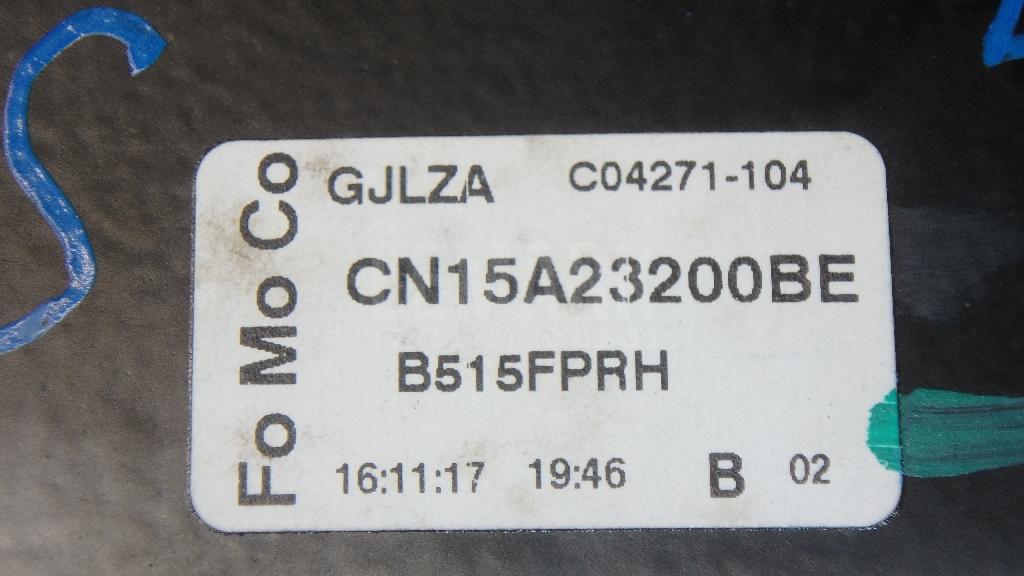 Fo Mo Co
GJLZA C04271-104
CN15A23200BE
B515FPRH
16:11:17 19:46 B 02
S